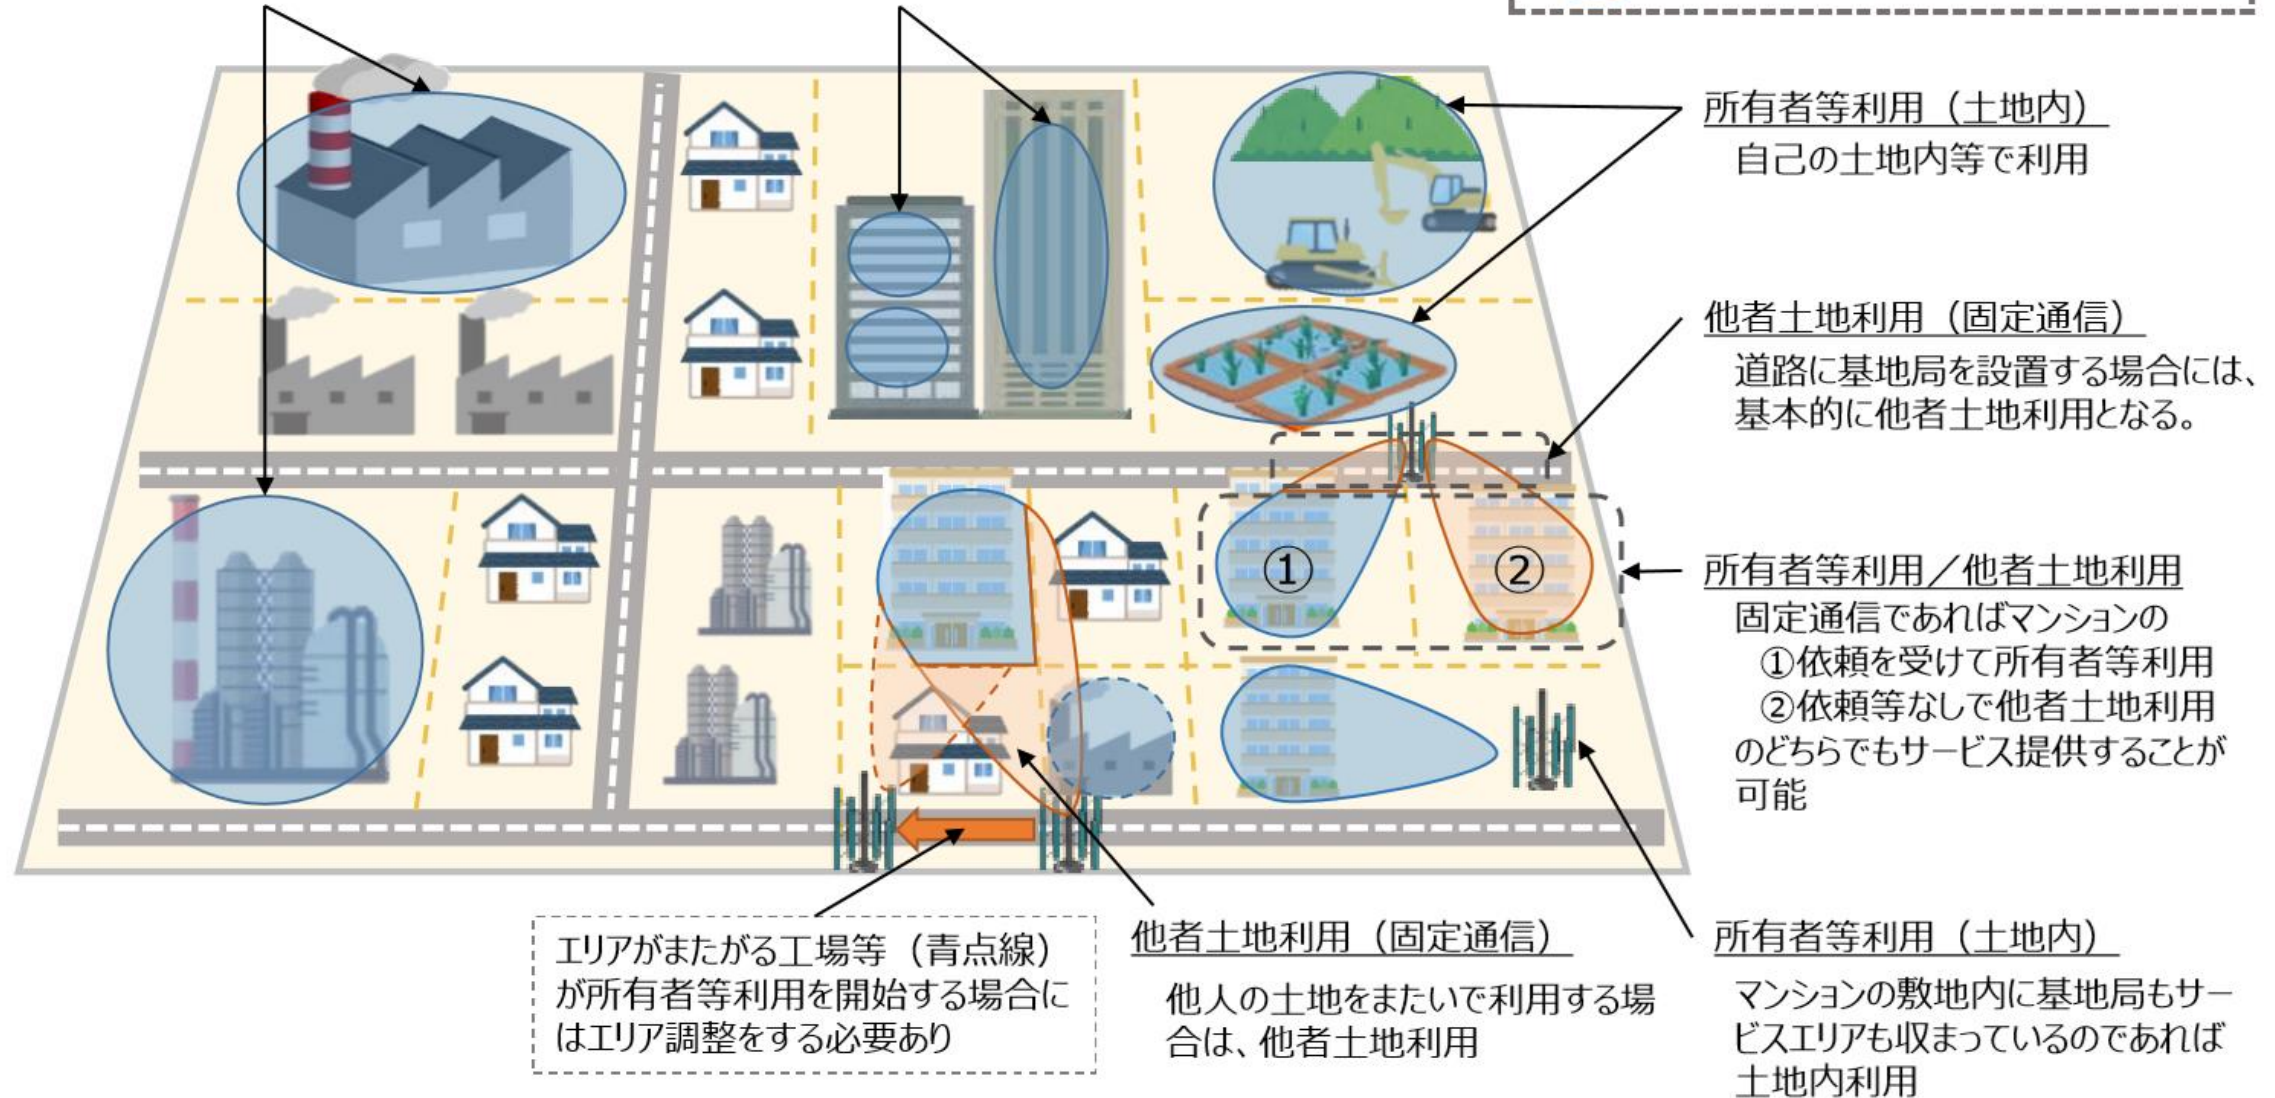 所有者等利用（土地内）
自己の土地内等で利用
他者土地利用（固定通信）
道路に基地局を設置する場合には、
基本的に他者土地利用となる。
①
②
所有者等利用／他者土地利用
固定通信であればマンションの
①依頼を受けて所有者等利用
②依頼等なしで他者土地利用
のどちらでもサービス提供することが
可能
エリアがまたがる工場等（青点線）
が所有者等利用を開始する場合に
はエリア調整をする必要あり
他者土地利用（固定通信）
他人の土地をまたいで利用する場
合は、他者土地利用
所有者等利用（土地内）
マンションの敷地内に基地局もサー
ビスエリアも収まっているのであれば
土地内利用